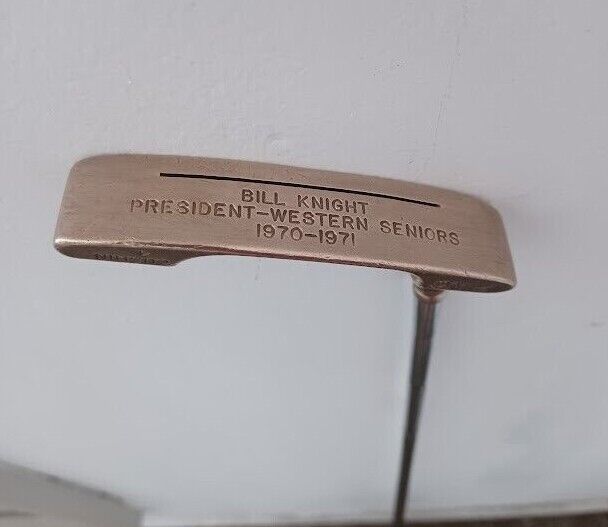 BILL KNIGHT
PRESIDENT-WESTERN SENIORS
1970-1971